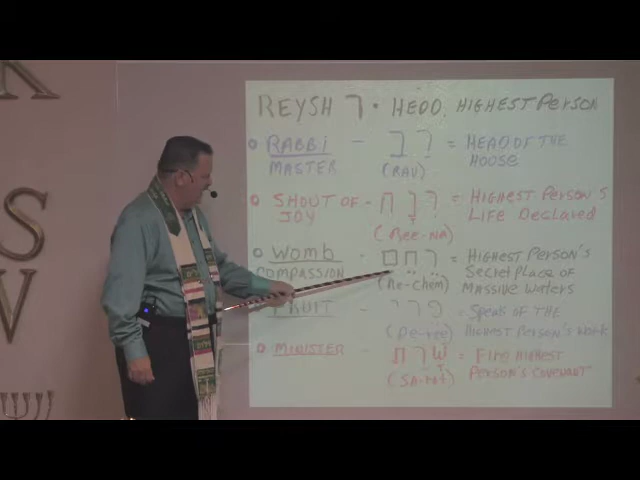 REYSH ך • HEAD, HIGHEST PERSON
RABBI – רב = HEAD OF THE
MASTER (RAV) HOUSE
SHOUT OF – = HIGHEST PERSON'S
JOY LIFE DECLARED
(Ree-NA)
WOMB – רחם = HIGHEST PERSON'S
COMPASSION (Re-chem) SECRET PLACE OF
MASSIVE WATERS
FRUIT – = SPEAK OF THE
(Pe-ree) HIGHEST PERSON'S WORK
MINISTER שרת = FIRE HIGHEST
(SA-rat) PERSON'S COVENANT